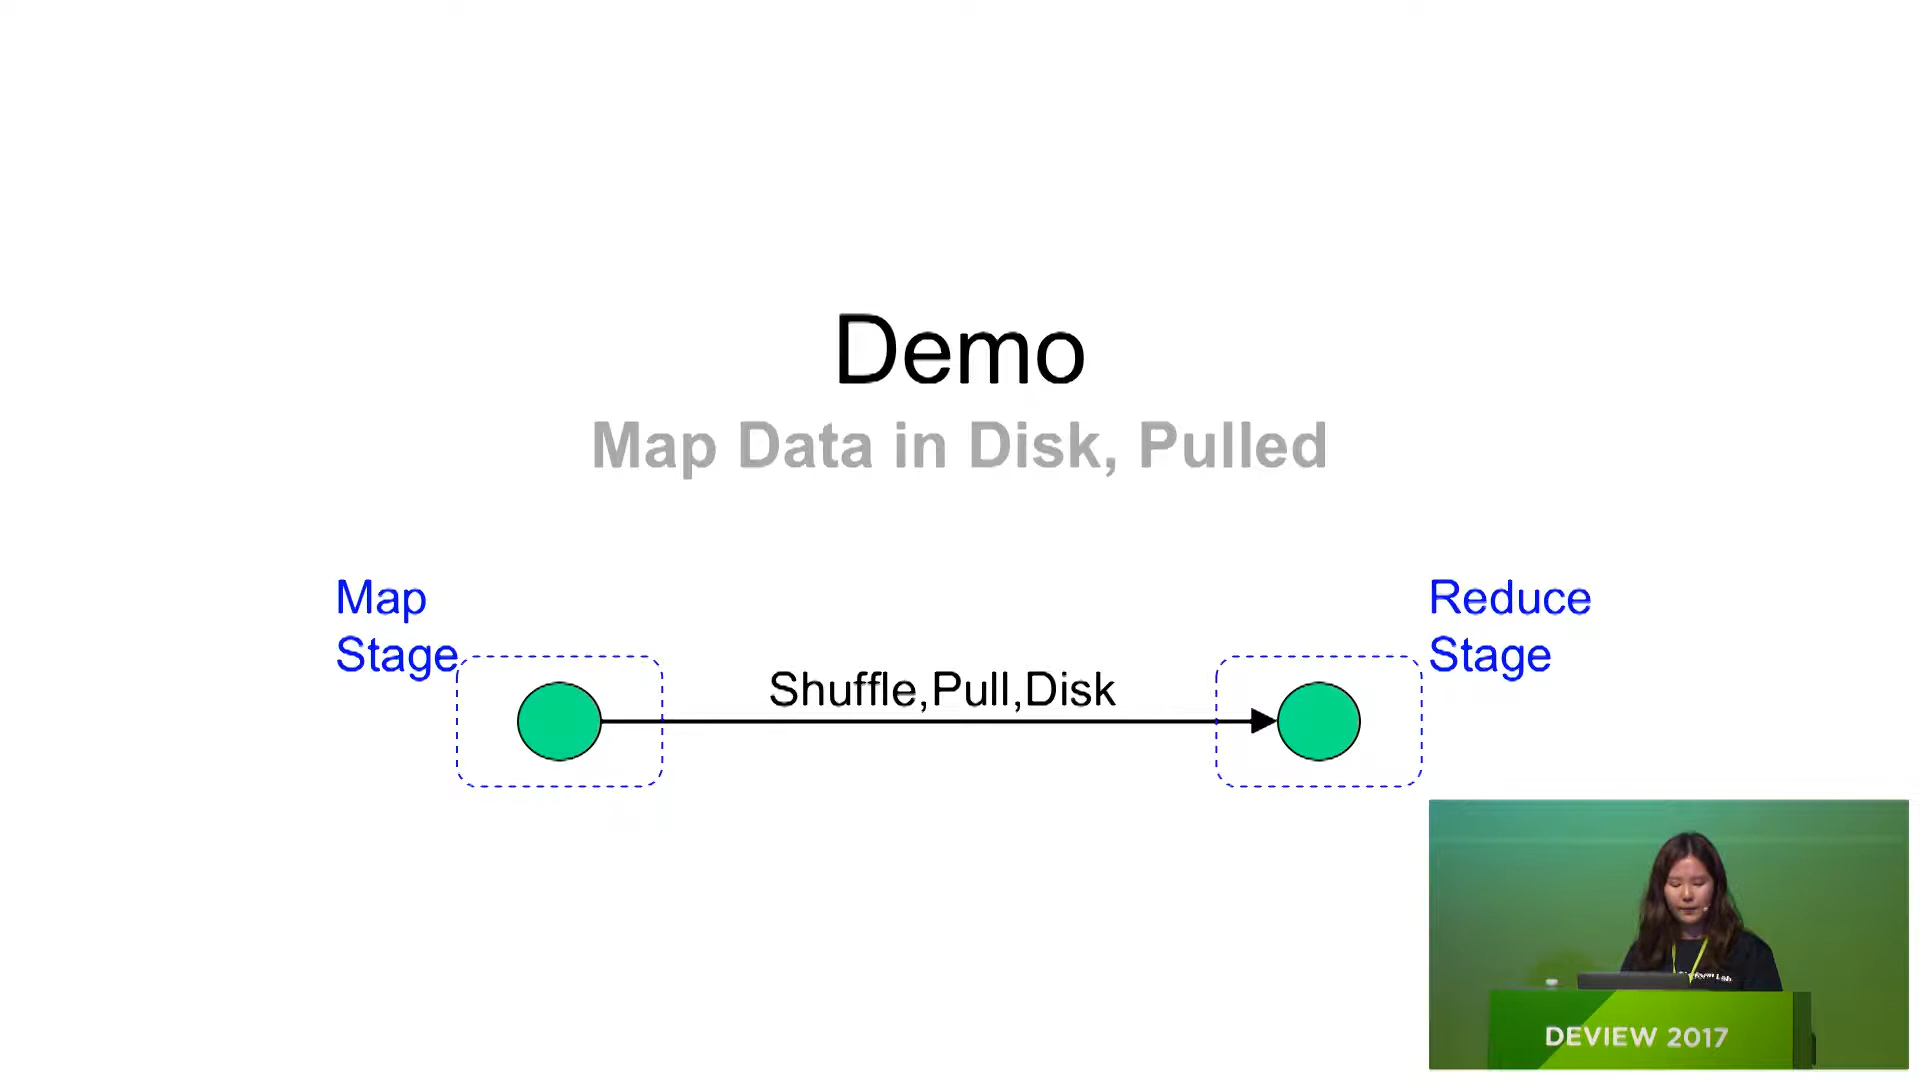 Demo
Map Data in Disk, Pulled
Map
Stage
Shuffle,Pull,Disk
Reduce
Stage
DEVIEW 2017